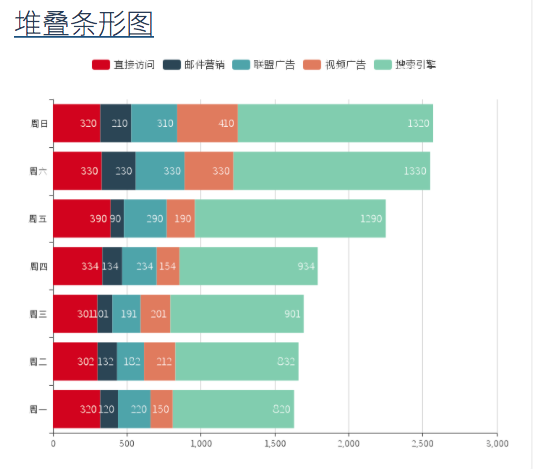 堆叠条形图
直接访问 邮件营销 联盟广告 视频广告 搜索引擎
周日 320 210 310 410 1320
周六 330 230 330 330 1330
周五 390 90 290 190 1290
周四 334 134 234 154 934
周三 301 101 191 201 901
周二 302 132 182 212 832
周一 320 120 220 150 820
0 500 1,000 1,500 2,000 2,500 3,000